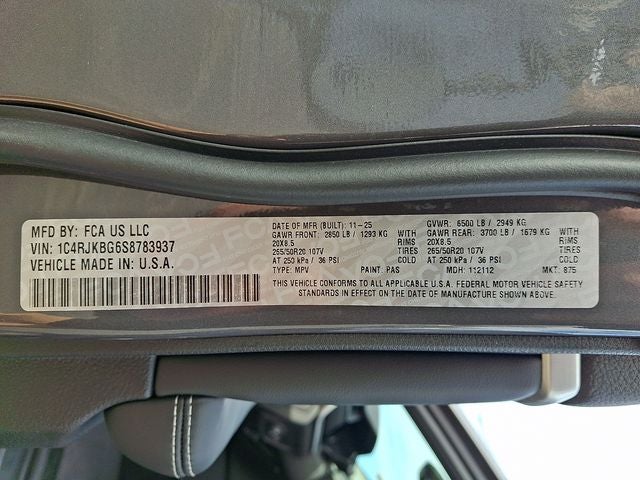 MFD BY: FCA US LLC
VIN: 1C4RJKBG6S8783937
VEHICLE MADE IN: U.S.A.
DATE OF MFR (BUILT): 11-25 GVWR: 6500 LB / 2949 KG
GAWR FRONT: 2850 LB / 1293 KG WITH GAWR REAR: 3700 LB / 1679 KG WITH
20X8.5 RIMS 20X8.5 RIMS
265/50R20 107V TIRES 265/50R20 107V TIRES
AT 250 kPa / 36 PSI COLD AT 250 kPa / 36 PSI COLD
TYPE: MPV PAINT: PAS MDH: 112112 MKT: 875
THIS VEHICLE CONFORMS TO ALL APPLICABLE U.S.A. FEDERAL MOTOR VEHICLE SAFETY
STANDARDS IN EFFECT ON THE DATE OF MANUFACTURE SHOWN ABOVE.